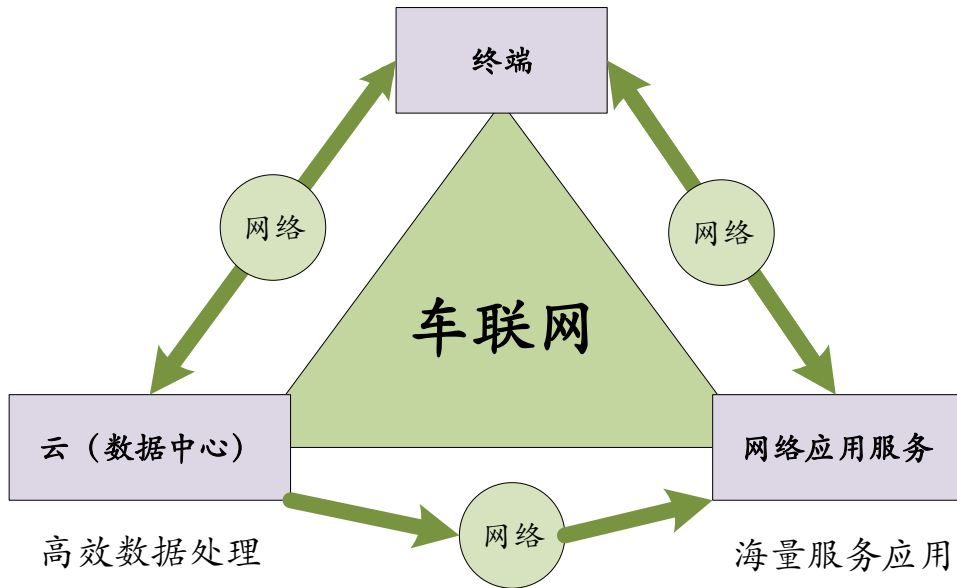 终端
网络
网络
车联网
云（数据中心）
网络应用服务
网络
高效数据处理
海量服务应用